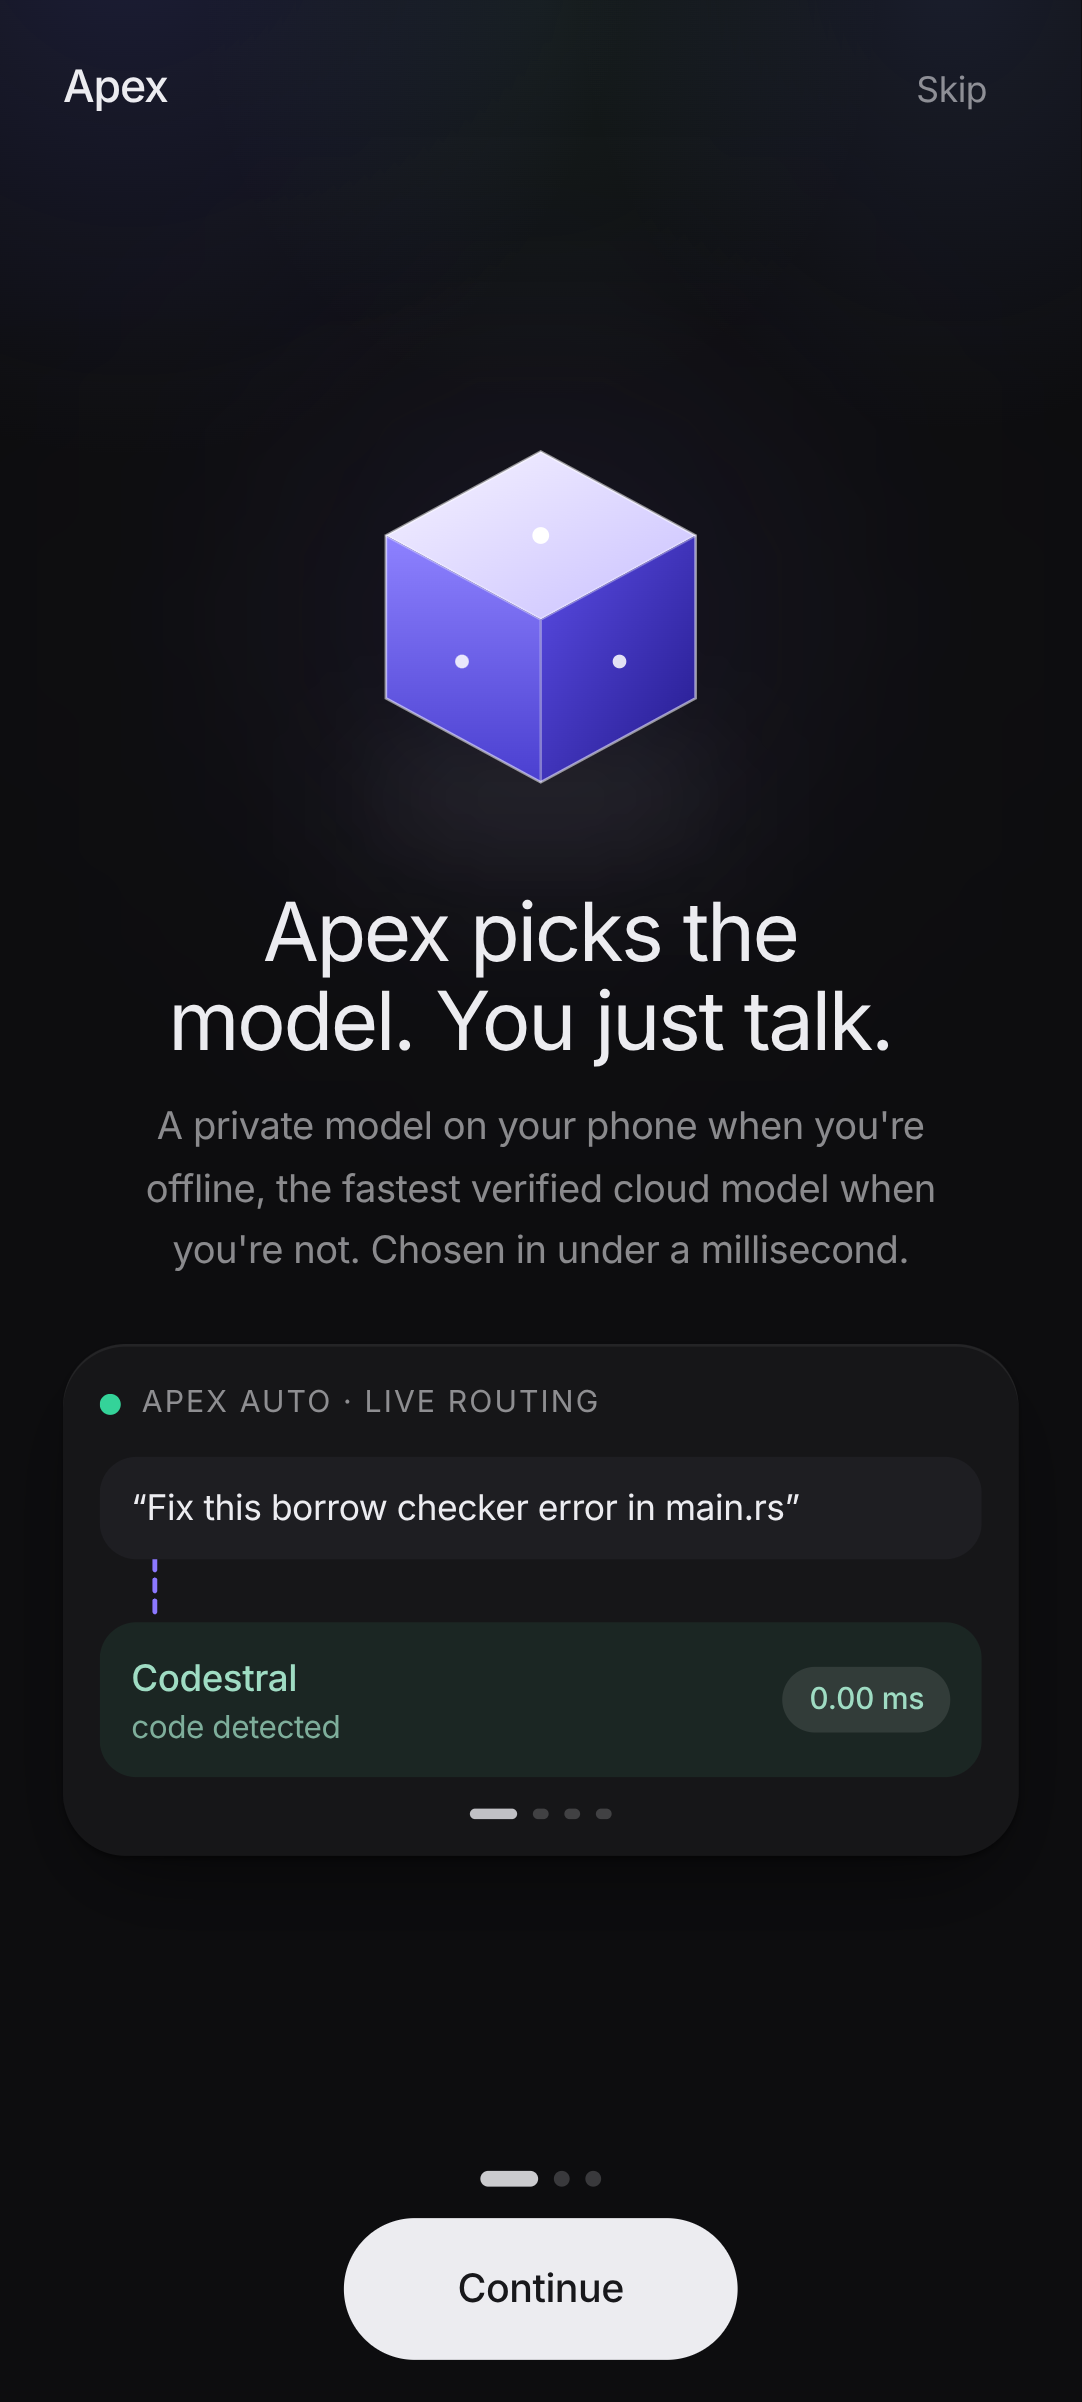 Apex
Skip
Apex picks the
model. You just talk.
A private model on your phone when you're
offline, the fastest verified cloud model when
you're not. Chosen in under a millisecond.
APEX AUTO · LIVE ROUTING
“Fix this borrow checker error in main.rs”
Codestral
code detected
0.00 ms
Continue